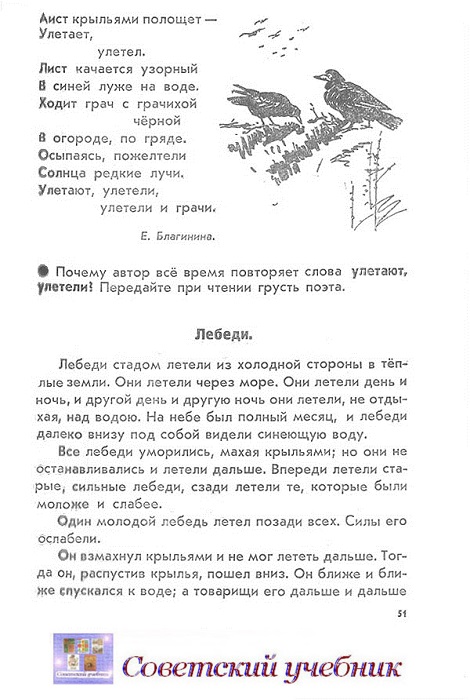 Аист крыльями полощет —
Улетает,
улетел.
Лист качается узорный
В синей луже на воде.
Ходит грач с грачихой
чёрной
В огороде, по гряде.
Осыпаясь, пожелтели
Солнца редкие лучи.
Улетают, улетели,
улетели и грачи.
Е. Благинина.
● Почему автор всё время повторяет слова улетают,
улетели? Передайте при чтении грусть поэта.
Лебеди.
Лебеди стадом летели из холодной стороны в тёп-
лые земли. Они летели через море. Они летели день и
ночь, и другой день и другую ночь они летели, не отды-
хая, над водою. На небе был полный месяц, и лебеди
далеко внизу под собой видели синеющую воду.
Все лебеди уморились, махая крыльями; но они не
останавливались и летели дальше. Впереди летели ста-
рые, сильные лебеди, сзади летели те, которые были
моложе и слабее.
Один молодой лебедь летел позади всех. Силы его
ослабели.
Он взмахнул крыльями и не мог лететь дальше. Тог-
да он, распустив крылья, пошел вниз. Он ближе и бли-
же спускался к воде; а товарищи его дальше и дальше
51
Советский учебник
Советский учебник